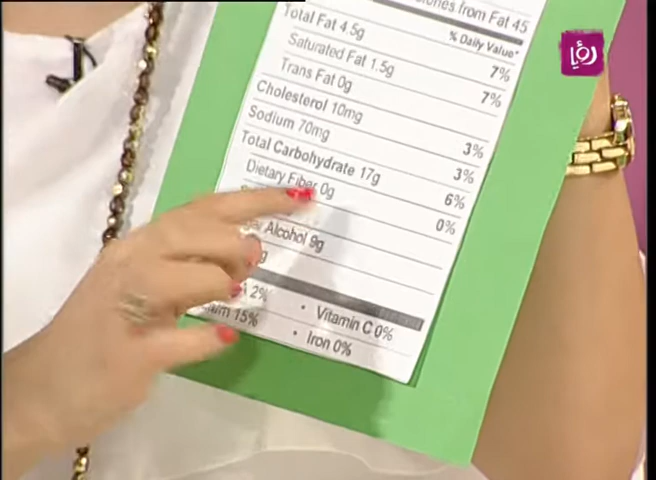 رؤيا
Calories from Fat 45
% Daily Value*
Total Fat 4.5g 7%
Saturated Fat 1.5g 7%
Trans Fat 0g
Cholesterol 10mg 3%
Sodium 70mg 3%
Total Carbohydrate 17g 6%
Dietary Fiber 0g 0%
Alcohol 9g
2% • Vitamin C 0%
15% • Iron 0%